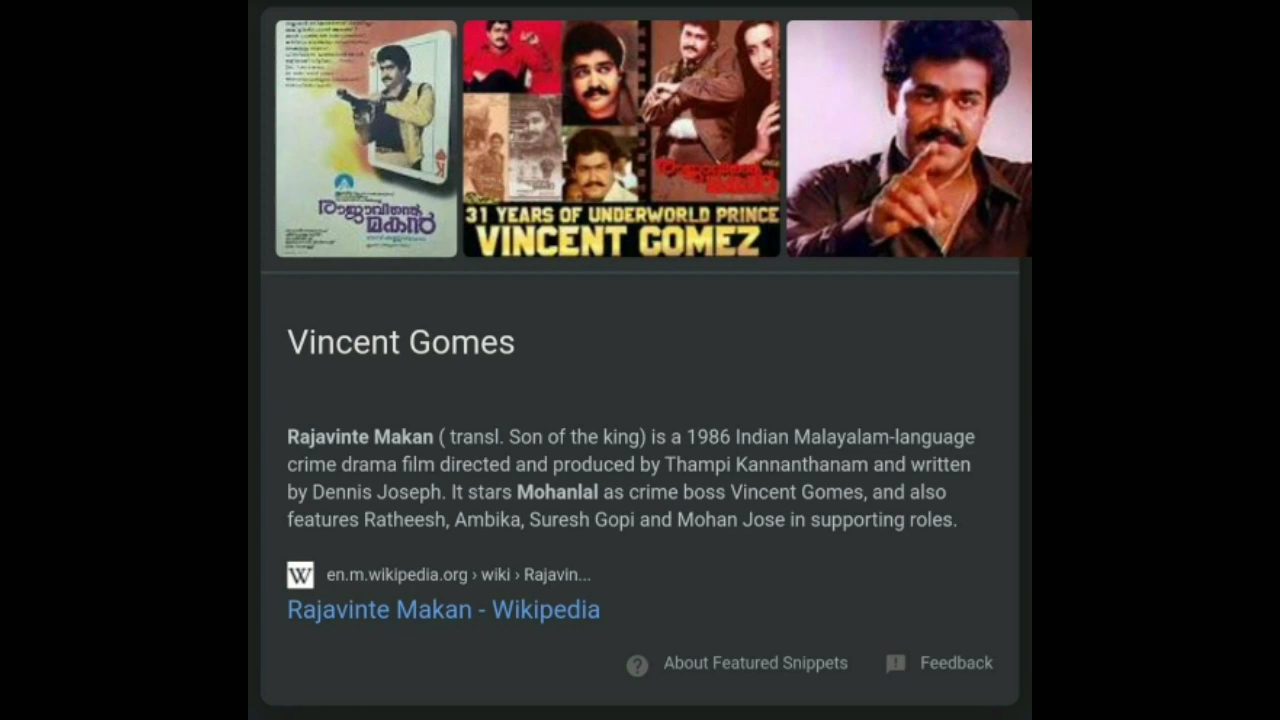 രാജാവിന്റെ
മകൻ
31 YEARS OF UNDERWORLD PRINCE
VINCENT GOMEZ
Vincent Gomes
Rajavinte Makan ( transl. Son of the king) is a 1986 Indian Malayalam-language
crime drama film directed and produced by Thampi Kannanthanam and written
by Dennis Joseph. It stars Mohanlal as crime boss Vincent Gomes, and also
features Ratheesh, Ambika, Suresh Gopi and Mohan Jose in supporting roles.
W en.m.wikipedia.org › wiki › Rajavin...
Rajavinte Makan - Wikipedia
About Featured Snippets Feedback